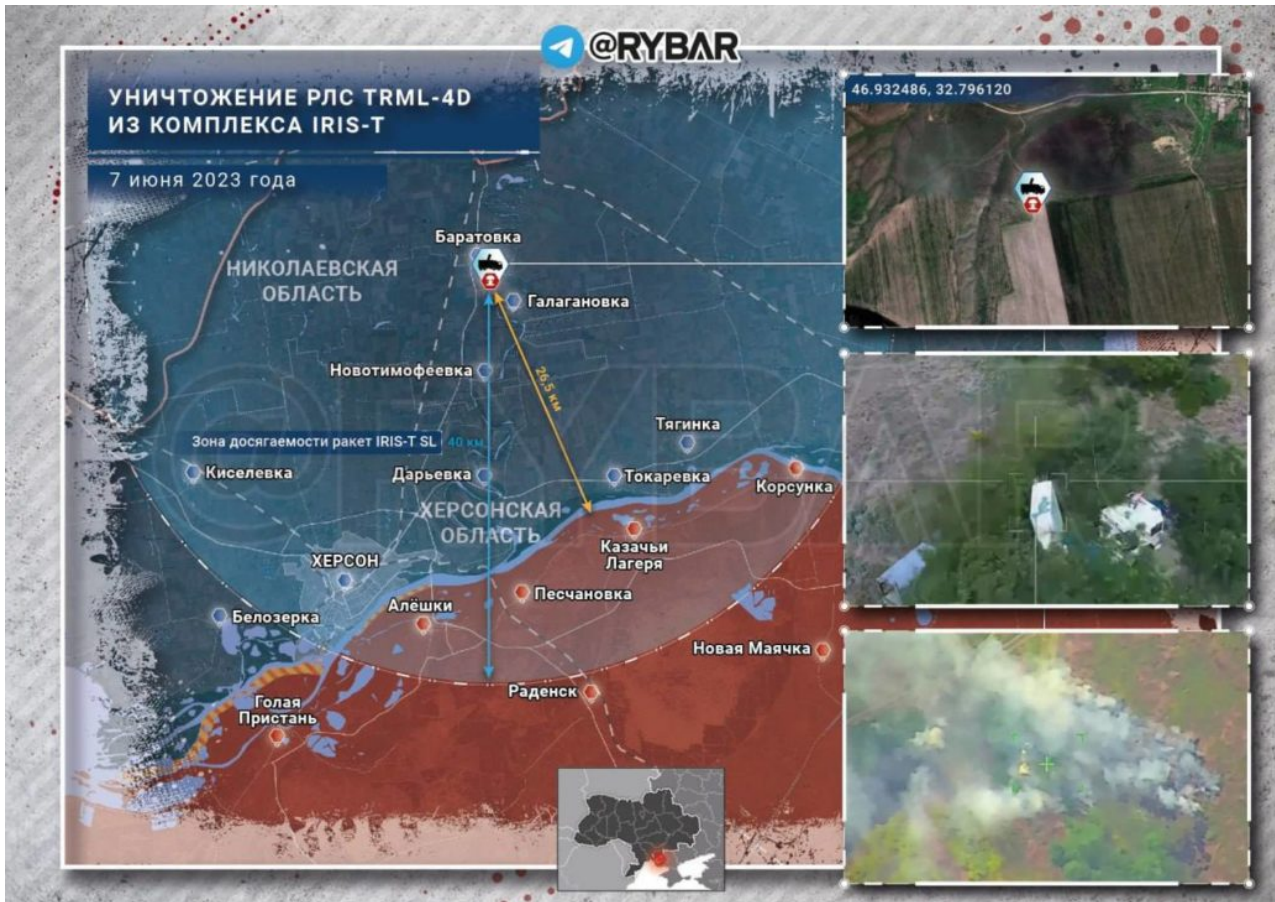 @RYBAR
УНИЧТОЖЕНИЕ РЛС TRML-4D
ИЗ КОМПЛЕКСА IRIS-T
7 июня 2023 года
46.932486, 32.796120
Баратовка
НИКОЛАЕВСКАЯ
ОБЛАСТЬ
Галагановка
Новотимофеевка
26,5 км
Тягинка
Зона досягаемости ракет IRIS-T SL
40 км
Киселевка
Дарьевка
Токаревка
Корсунка
ХЕРСОНСКАЯ
ОБЛАСТЬ
Казачьи
Лагеря
ХЕРСОН
Песчановка
Алёшки
Белозерка
Новая Маячка
Раденск
Голая
Пристань
@RYBAR